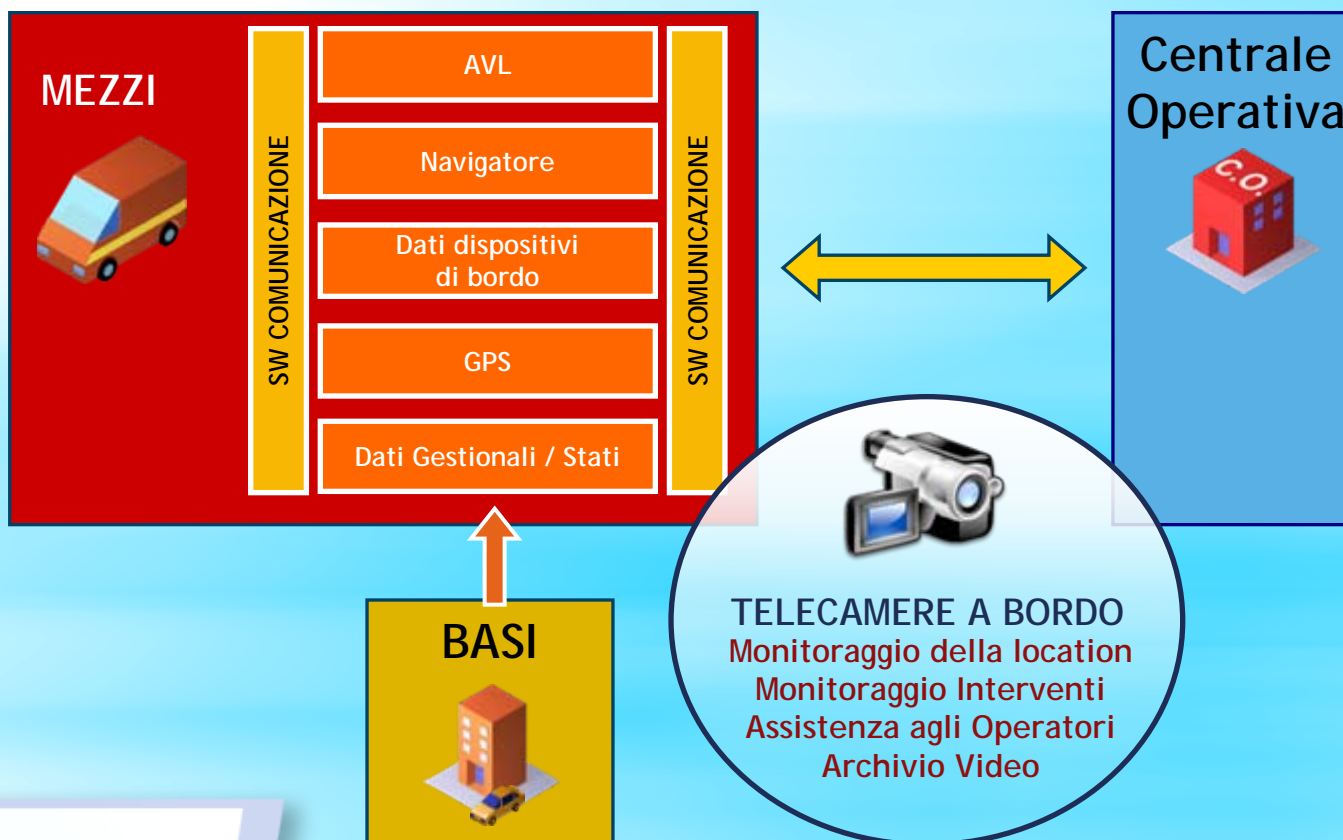 MEZZI
SW COMUNICAZIONE
AVL
Navigatore
Dati dispositivi
di bordo
GPS
Dati Gestionali / Stati
SW COMUNICAZIONE
Centrale
Operativa
C.O.
BASI
TELECAMERE A BORDO
Monitoraggio della location
Monitoraggio Interventi
Assistenza agli Operatori
Archivio Video